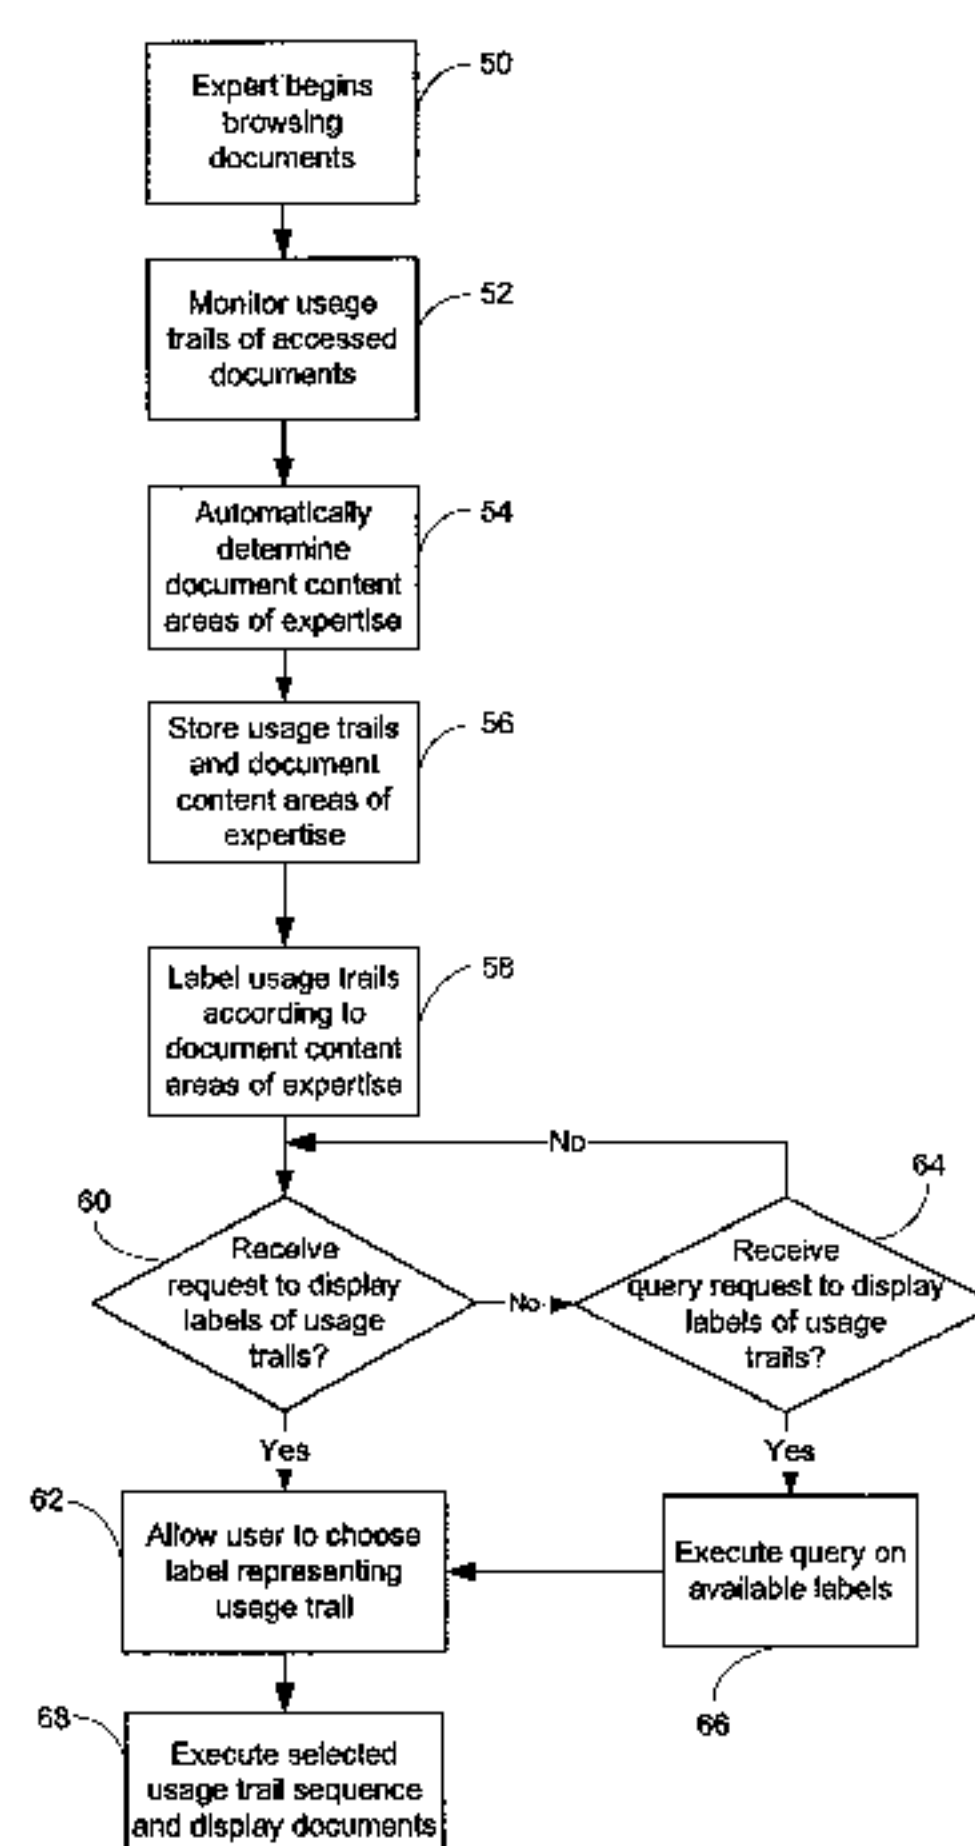 50
Expert begins
browsing
documents
52
Monitor usage
trails of accessed
documents
54
Automatically
determine
document content
areas of expertise
56
Store usage trails
and document
content areas of
expertise
58
Label usage trails
according to
document content
areas of expertise
No
64
60
Receive
request to display
labels of usage
trails?
No
Receive
query request to display
labels of usage
trails?
Yes
Yes
62
Allow user to choose
label representing
usage trail
Execute query on
available labels
66
68
Execute selected
usage trail sequence
and display documents